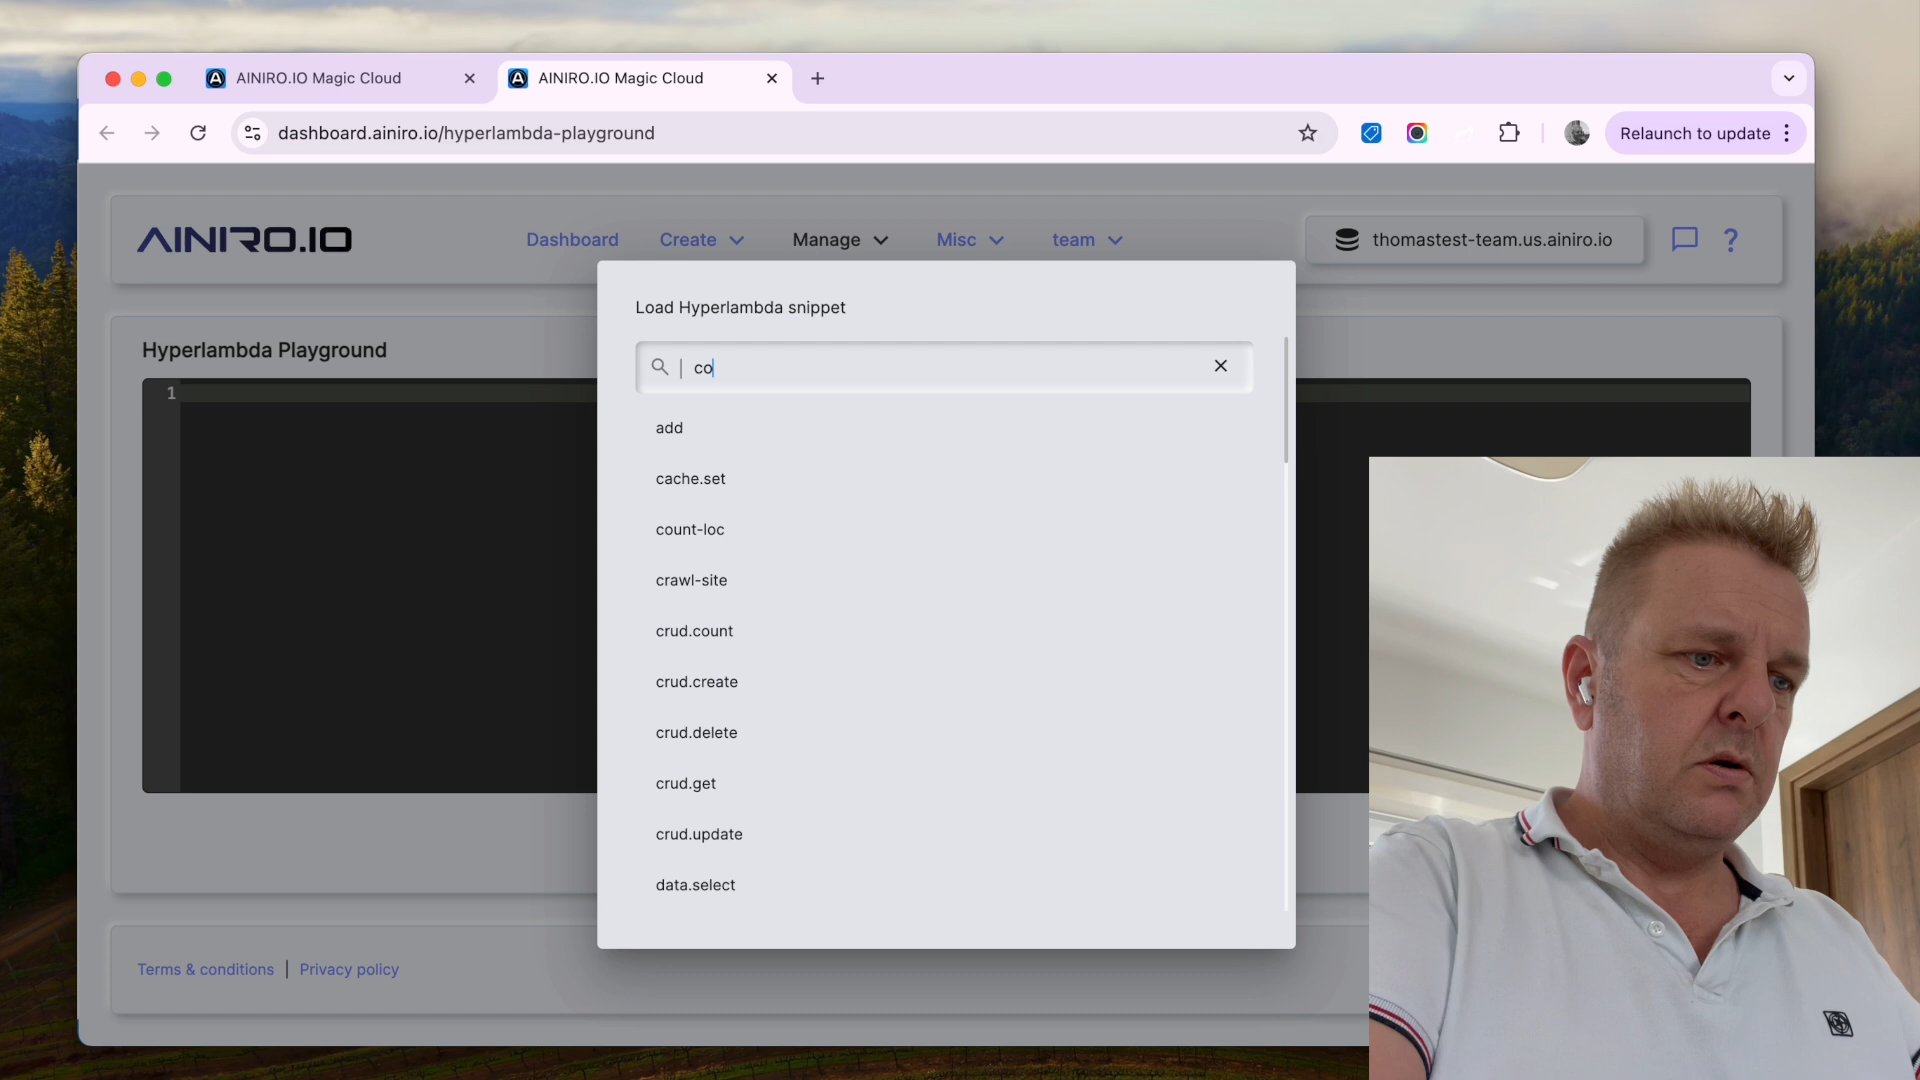 AINIRO.IO Magic Cloud
AINIRO.IO Magic Cloud
dashboard.ainiro.io/hyperlambda-playground
Relaunch to update
AINIRO.IO
Dashboard
Create
Manage
Misc
team
thomastest-team.us.ainiro.io
?
Load Hyperlambda snippet
Hyperlambda Playground
1
co
add
cache.set
count-loc
crawl-site
crud.count
crud.create
crud.delete
crud.get
crud.update
data.select
Terms & conditions | Privacy policy